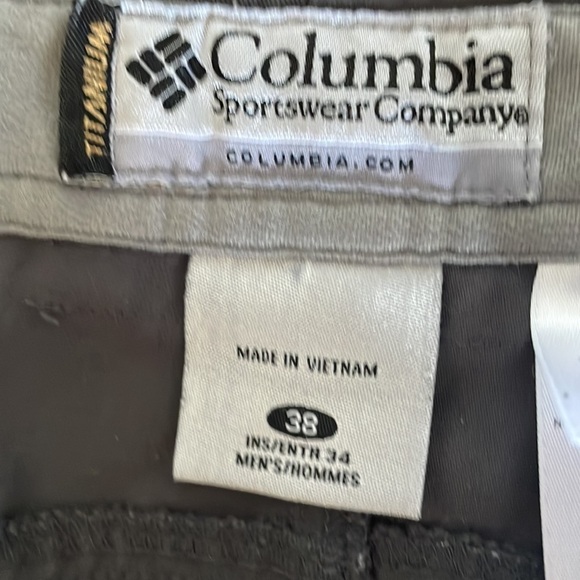 TITANIUM
Columbia
Sportswear Company®
COLUMBIA.COM
MADE IN VIETNAM
38
INS/ENTR 34
MEN'S/HOMMES